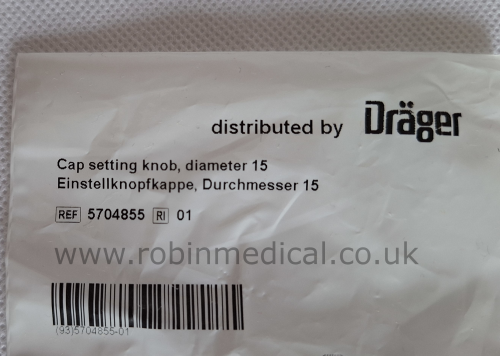 distributed by Dräger
Cap setting knob, diameter 15
Einstellknopfkappe, Durchmesser 15
REF 5704855 RI 01
www.robinmedical.co.uk
(93)5704855-01